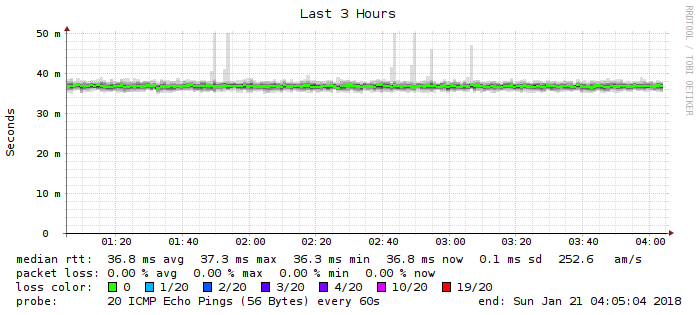 Last 3 Hours
RRDTOOL / TOBI OETIKER
Seconds
50 m
40 m
30 m
20 m
10 m
0
01:20 01:40 02:00 02:20 02:40 03:00 03:20 03:40 04:00
median rtt: 36.8 ms avg 37.3 ms max 36.3 ms min 36.8 ms now 0.1 ms sd 252.6 am/s
packet loss: 0.00 % avg 0.00 % max 0.00 % min 0.00 % now
loss color: 0 1/20 2/20 3/20 4/20 10/20 19/20
probe: 20 ICMP Echo Pings (56 Bytes) every 60s end: Sun Jan 21 04:05:04 2018